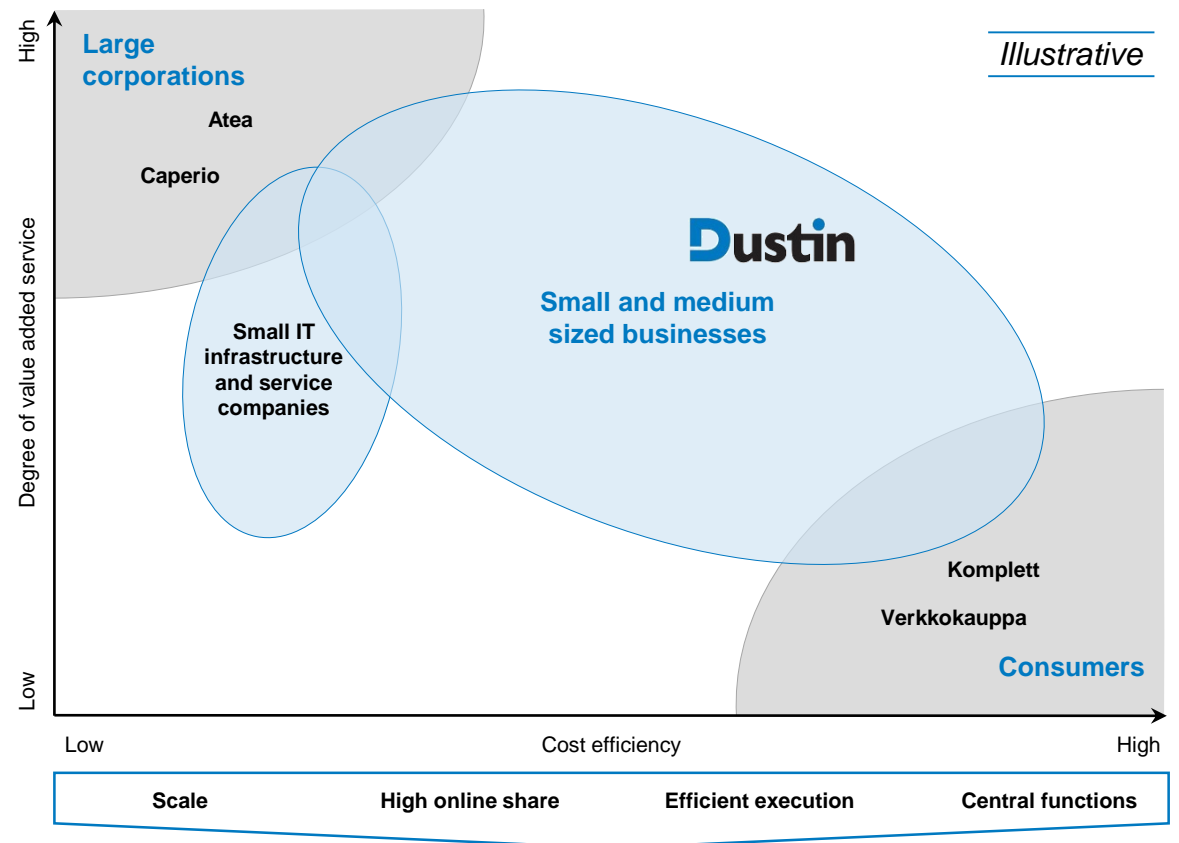 High
Large
corporations
Illustrative
Atea
Caperio
Dustin
Small and medium
sized businesses
Small IT
infrastructure
and service
companies
Degree of value added service
Komplett
Verkkokauppa
Consumers
Low
Low
Cost efficiency
High
Scale
High online share
Efficient execution
Central functions